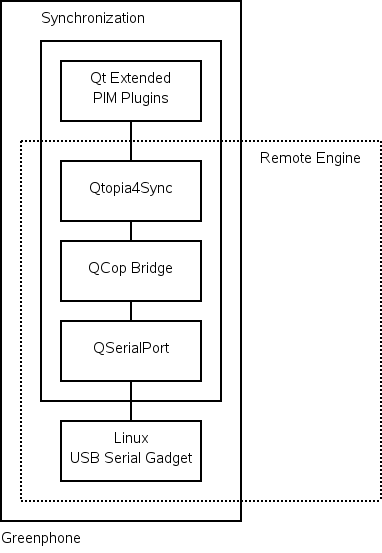 Synchronization
Qt Extended
PIM Plugins
Remote Engine
Qtopia4Sync
QCop Bridge
QSerialPort
Linux
USB Serial Gadget
Greenphone